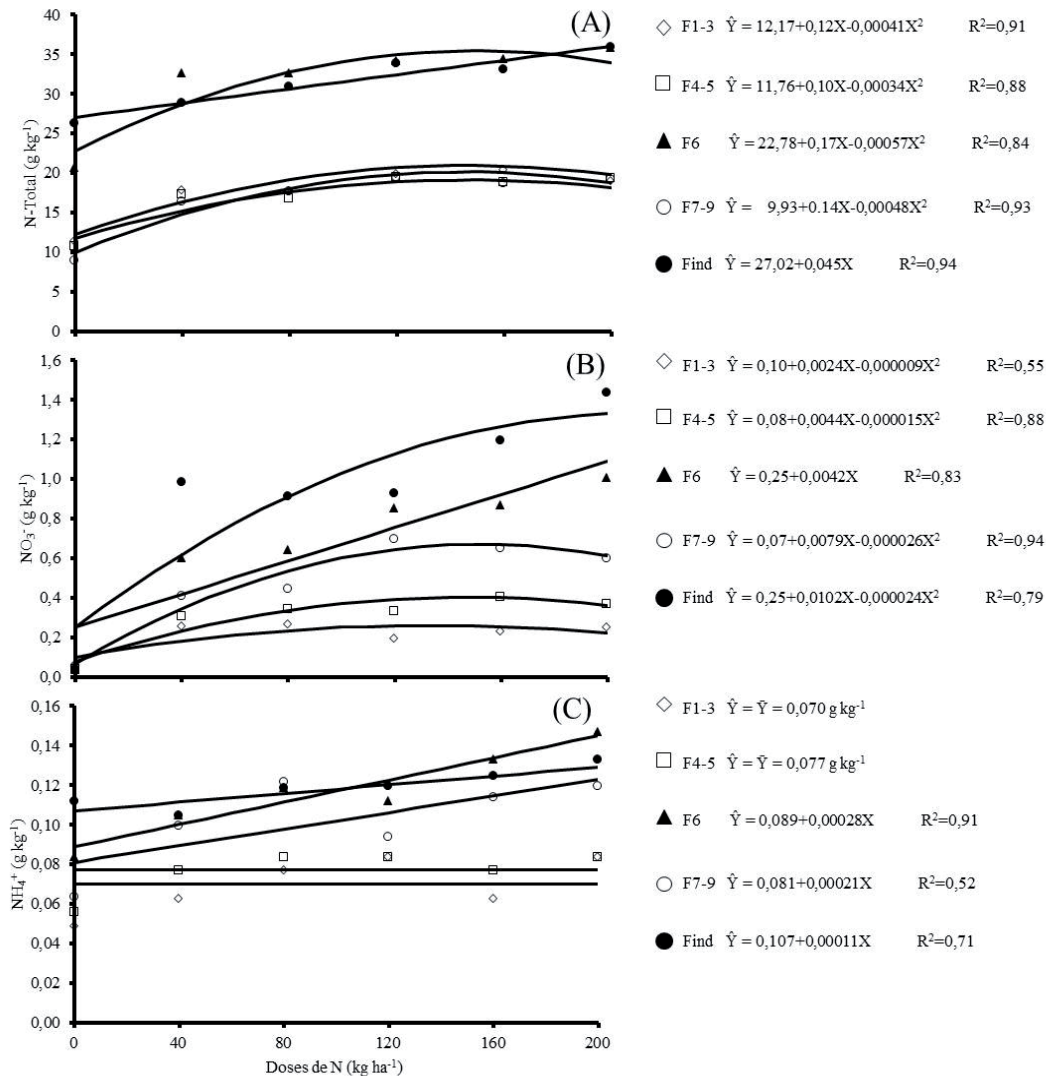 (A)
N-Total (g kg⁻¹)
40
35
30
25
20
15
10
5
0
◇ F1-3 Ŷ = 12,17+0,12X-0,00041X² R²=0,91
□ F4-5 Ŷ = 11,76+0,10X-0,00034X² R²=0,88
▲ F6 Ŷ = 22,78+0,17X-0,00057X² R²=0,84
○ F7-9 Ŷ = 9,93+0.14X-0,00048X² R²=0,93
● Find Ŷ = 27,02+0,045X R²=0,94
(B)
NO₃⁻ (g kg⁻¹)
1,6
1,4
1,2
1,0
0,8
0,6
0,4
0,2
0,0
◇ F1-3 Ŷ = 0,10+0,0024X-0,000009X² R²=0,55
□ F4-5 Ŷ = 0,08+0,0044X-0,000015X² R²=0,88
▲ F6 Ŷ = 0,25+0,0042X R²=0,83
○ F7-9 Ŷ = 0,07+0,0079X-0,000026X² R²=0,94
● Find Ŷ = 0,25+0,0102X-0,000024X² R²=0,79
(C)
NH₄⁺ (g kg⁻¹)
0,16
0,14
0,12
0,10
0,08
0,06
0,04
0,02
0,00
0 40 80 120 160 200
Doses de N (kg ha⁻¹)
◇ F1-3 Ŷ = Ȳ = 0,070 g kg⁻¹
□ F4-5 Ŷ = Ȳ = 0,077 g kg⁻¹
▲ F6 Ŷ = 0,089+0,00028X R²=0,91
○ F7-9 Ŷ = 0,081+0,00021X R²=0,52
● Find Ŷ = 0,107+0,00011X R²=0,71